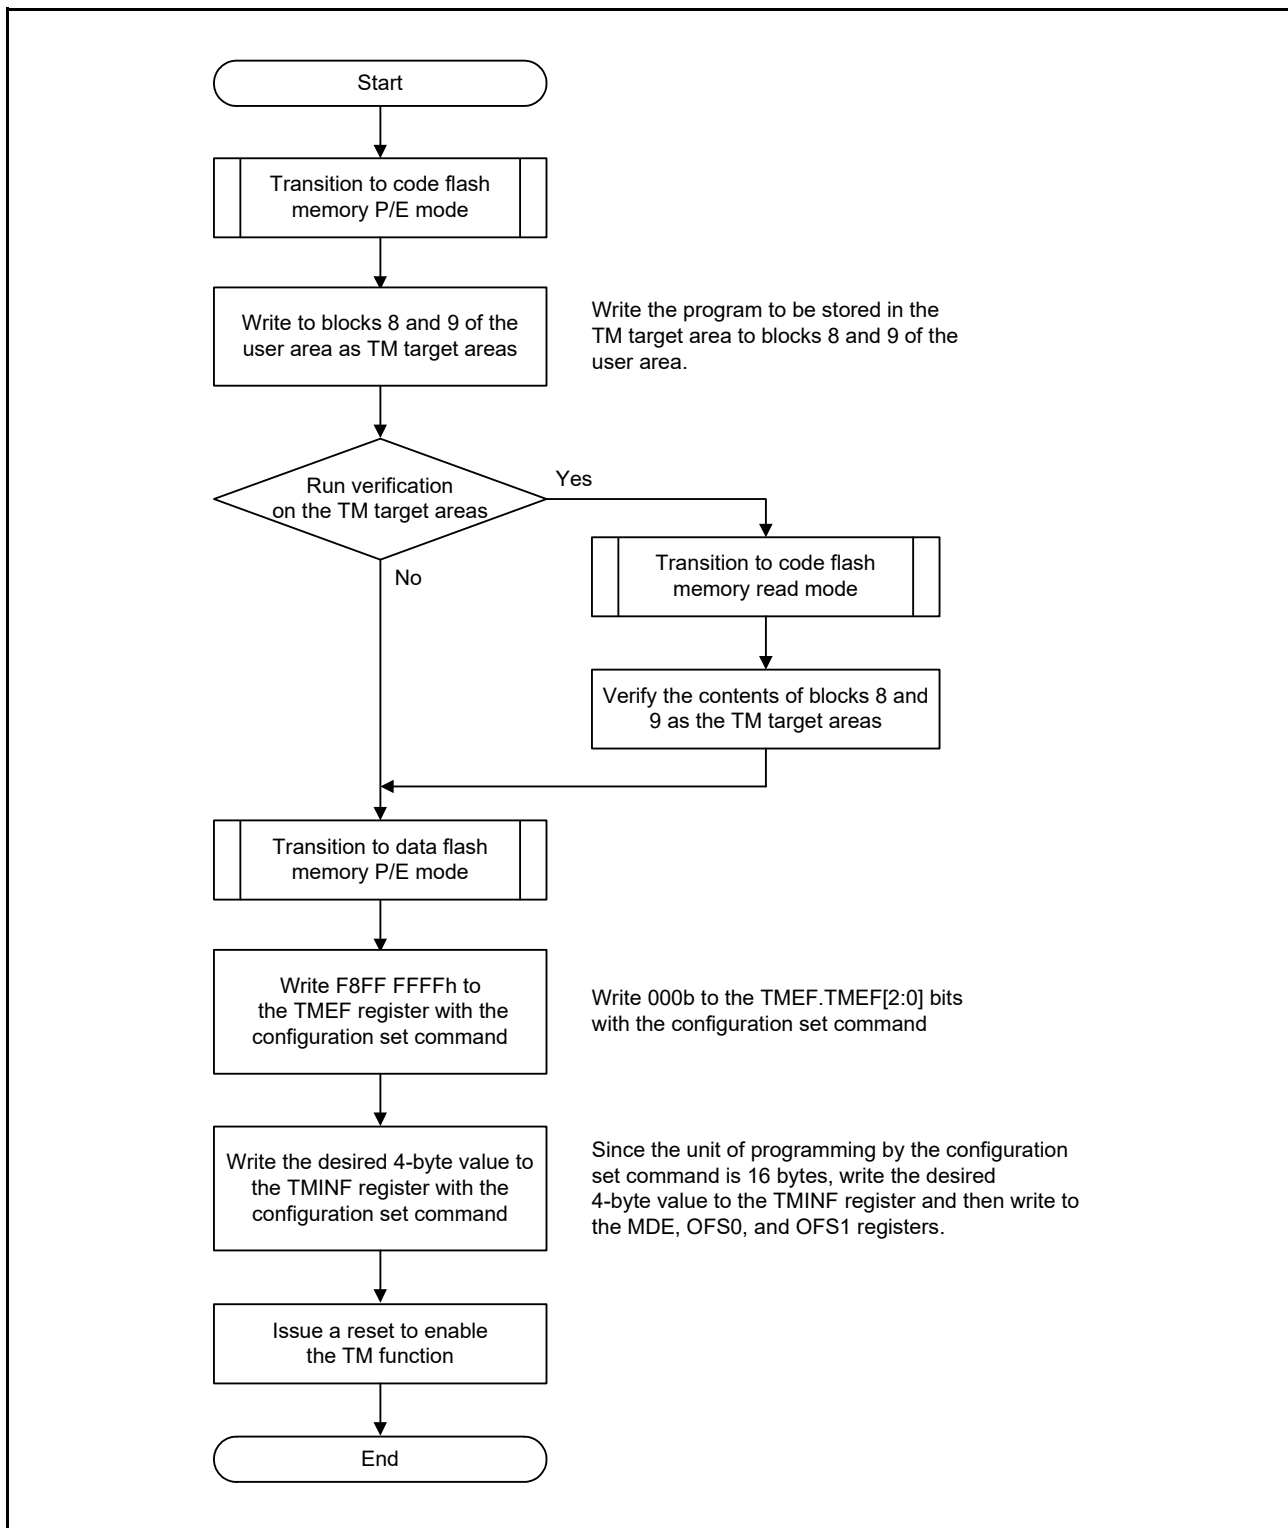 Start
Transition to code flash
memory P/E mode
Write to blocks 8 and 9 of the
user area as TM target areas
Write the program to be stored in the
TM target area to blocks 8 and 9 of the
user area.
Run verification
on the TM target areas
Yes
No
Transition to code flash
memory read mode
Verify the contents of blocks 8 and
9 as the TM target areas
Transition to data flash
memory P/E mode
Write F8FF FFFFh to
the TMEF register with the
configuration set command
Write 000b to the TMEF.TMEF[2:0] bits
with the configuration set command
Write the desired 4-byte value to
the TMINF register with the
configuration set command
Since the unit of programming by the configuration
set command is 16 bytes, write the desired
4-byte value to the TMINF register and then write to
the MDE, OFS0, and OFS1 registers.
Issue a reset to enable
the TM function
End